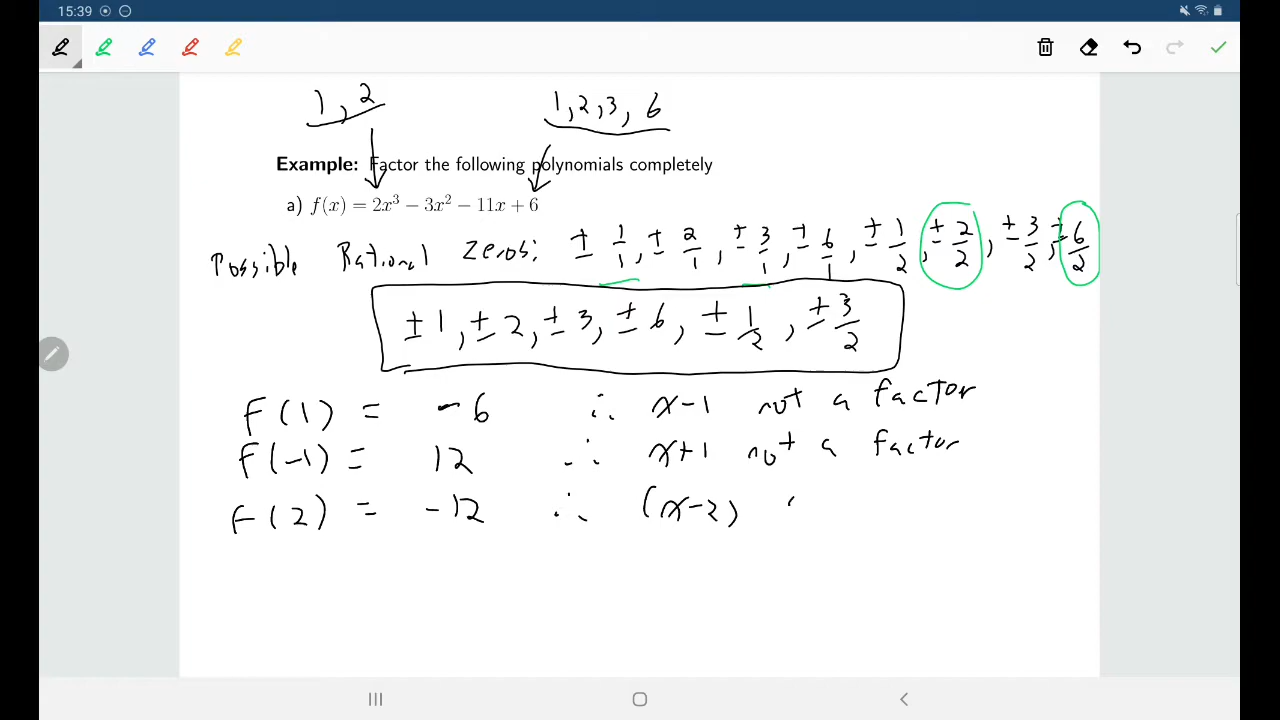 15:39
1, 2 1, 2, 3, 6
Example: Factor the following polynomials completely
a) f(x) = 2x³ − 3x² − 11x + 6
Possible Rational Zeros: ± 1/1, ± 2/1, ± 3/1, ± 6/1, ± 1/2, ± 2/2, ± 3/2, ± 6/2
± 1, ± 2, ± 3, ± 6, ± 1/2, ± 3/2
F(1) = -6 ∴ x-1 not a factor
F(-1) = 12 ∴ x+1 not a factor
F(2) = -12 ∴ (x-2)